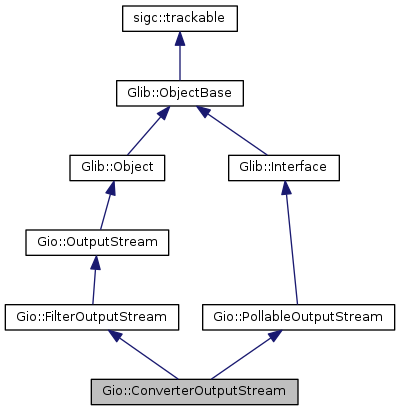 sigc::trackable
Glib::ObjectBase
Glib::Object
Glib::Interface
Gio::OutputStream
Gio::FilterOutputStream
Gio::PollableOutputStream
Gio::ConverterOutputStream